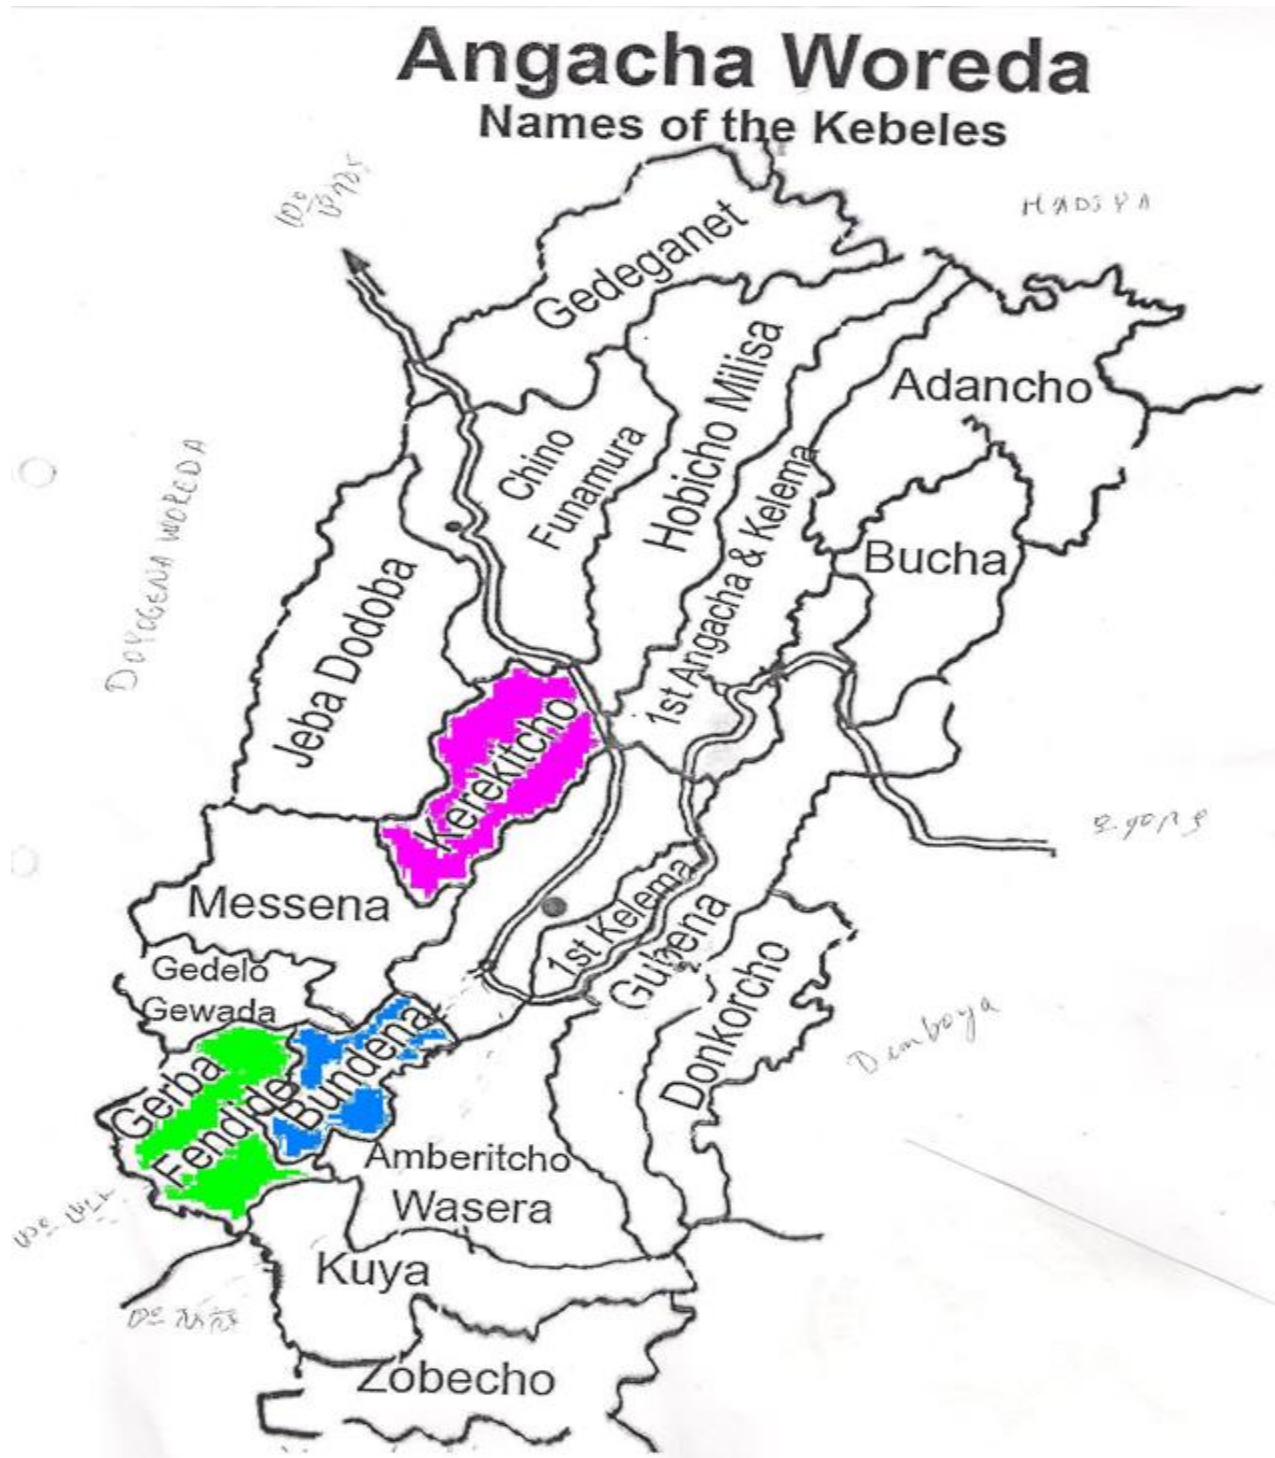 Angacha Woreda
Names of the Kebeles
HADIYA
Gedeganet
Adancho
Hobicho Milisa
Chino
Funamura
DOYOGENA WOREDA
1st Angacha & Kelema
Bucha
Jeba Dodoba
Kerekitcho
Messena
1st Kelema
Gubena
Gedelo
Gewada
Donkorcho
Demboya
Bundena
Gerba
Fendide
Amberitcho
Wasera
Kuya
Zobecho